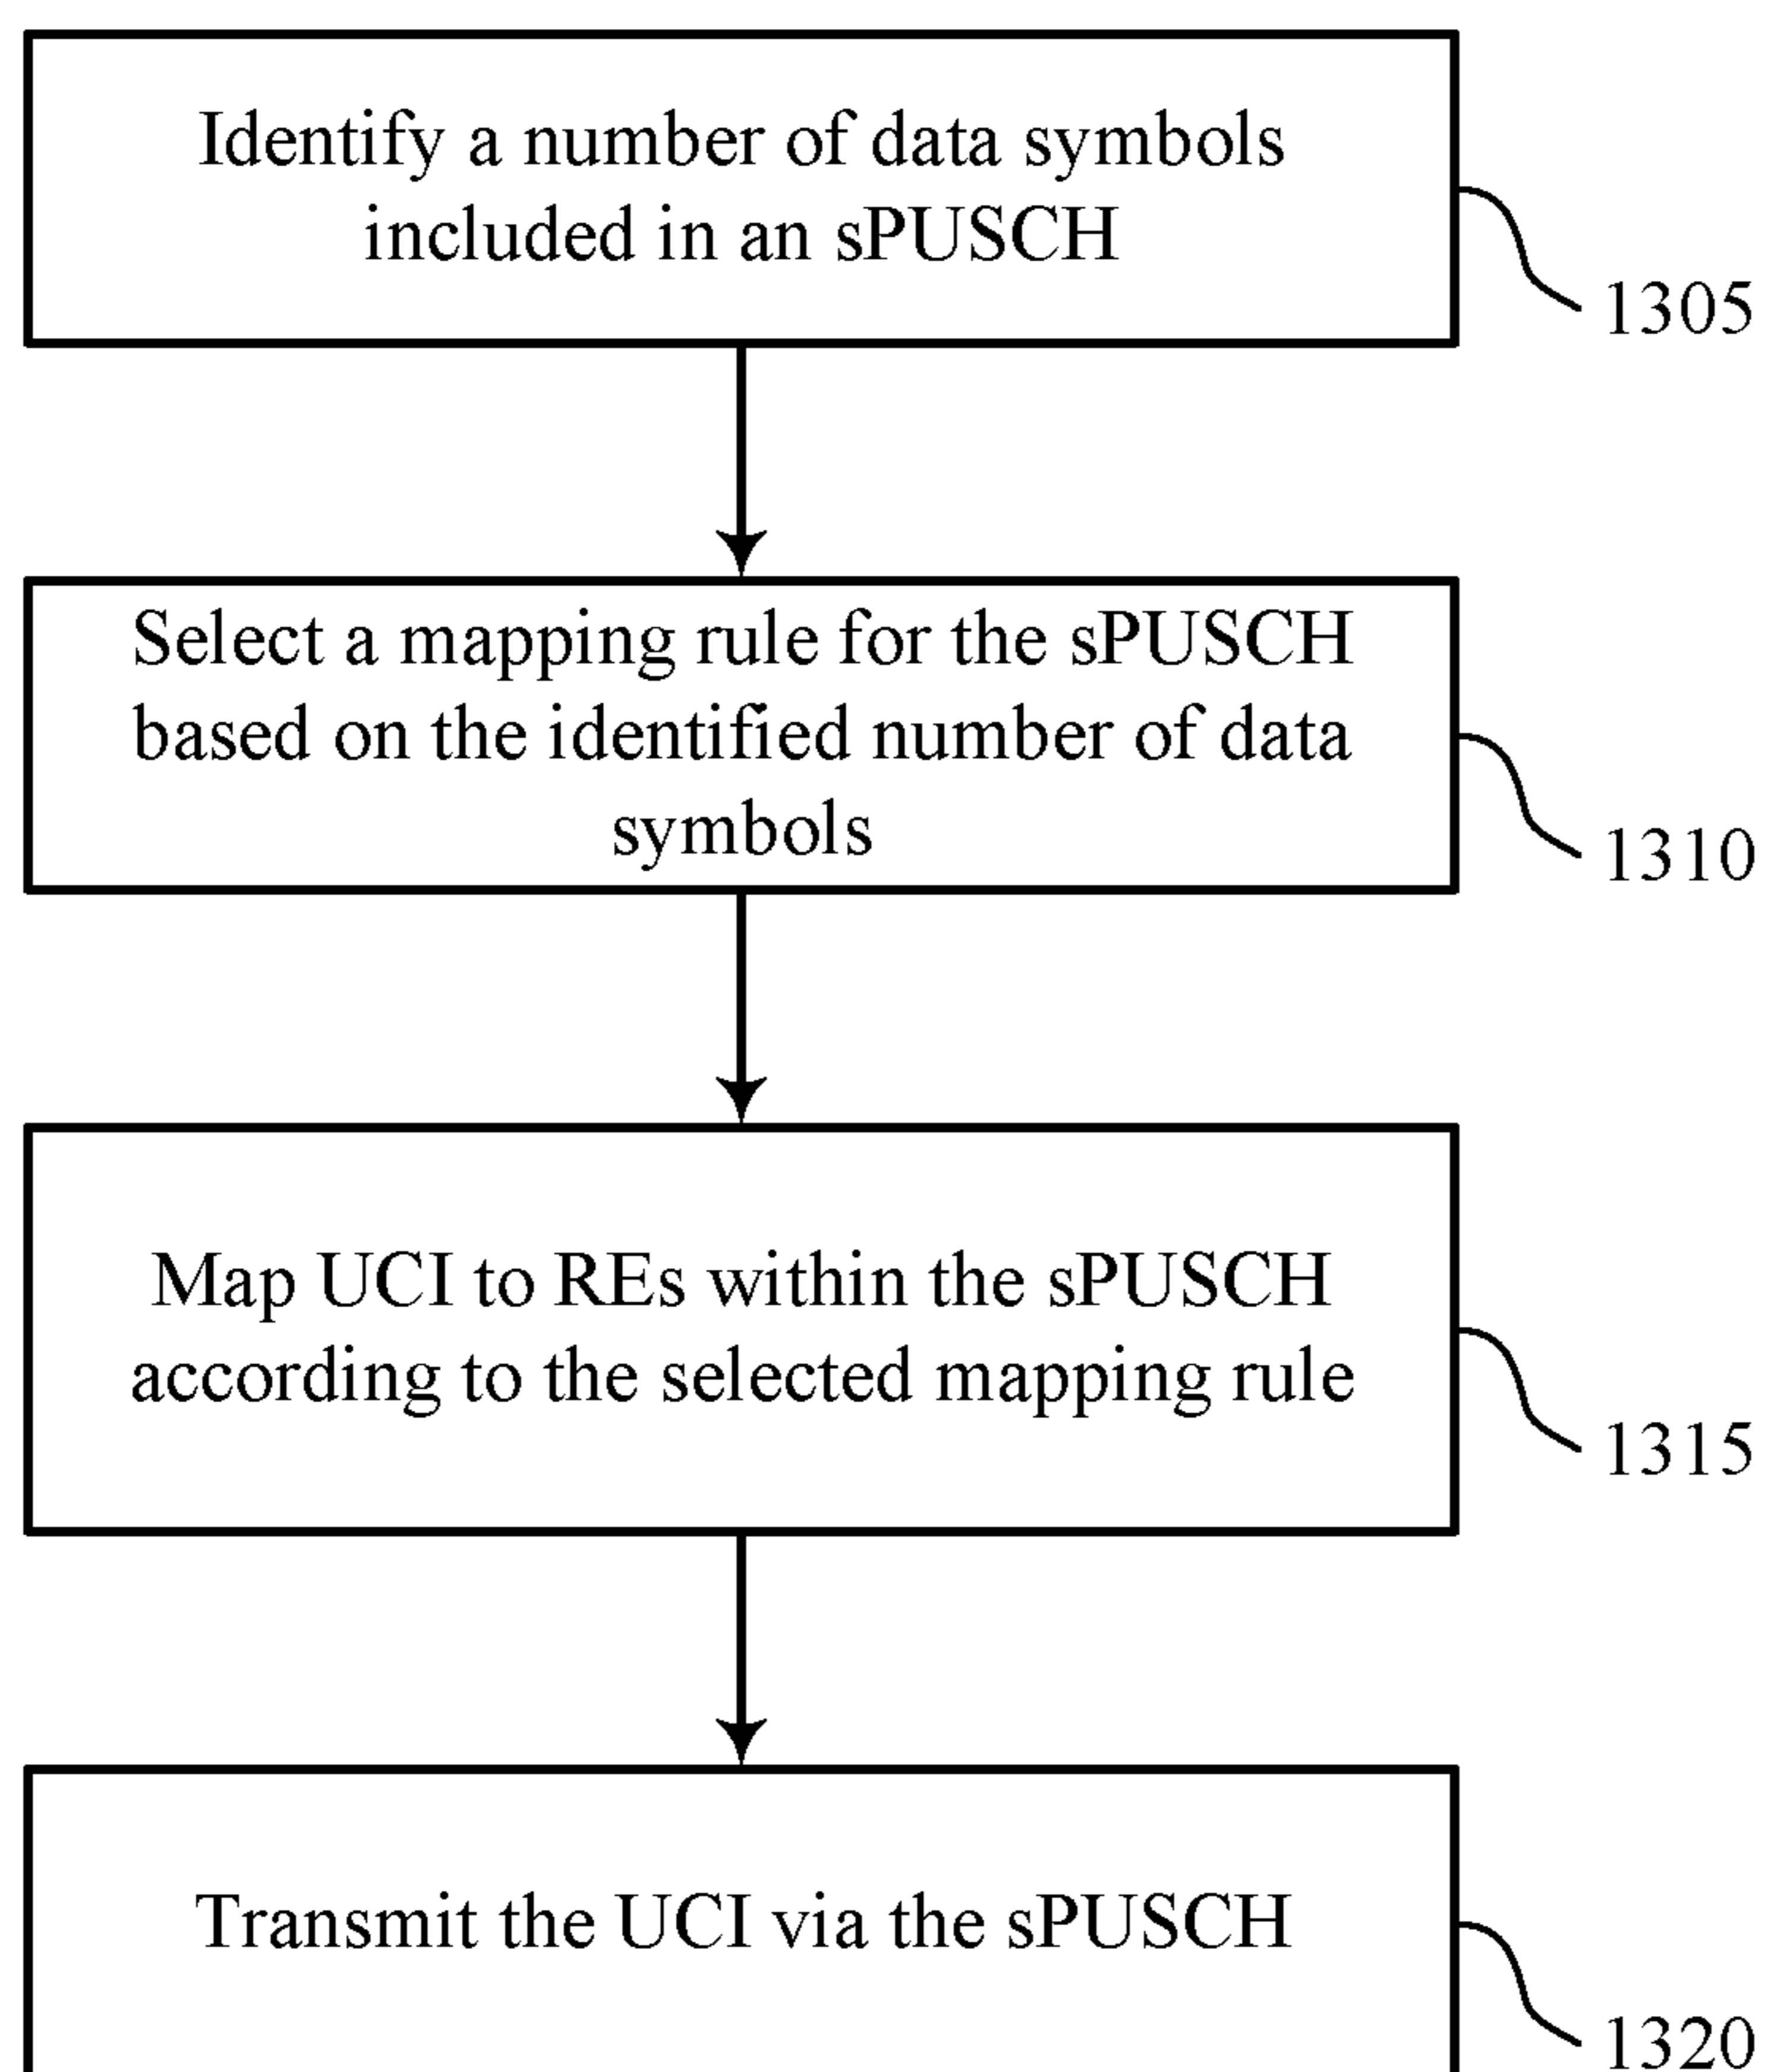 Identify a number of data symbols
included in an sPUSCH
1305
Select a mapping rule for the sPUSCH
based on the identified number of data
symbols
1310
Map UCI to REs within the sPUSCH
according to the selected mapping rule
1315
Transmit the UCI via the sPUSCH
1320